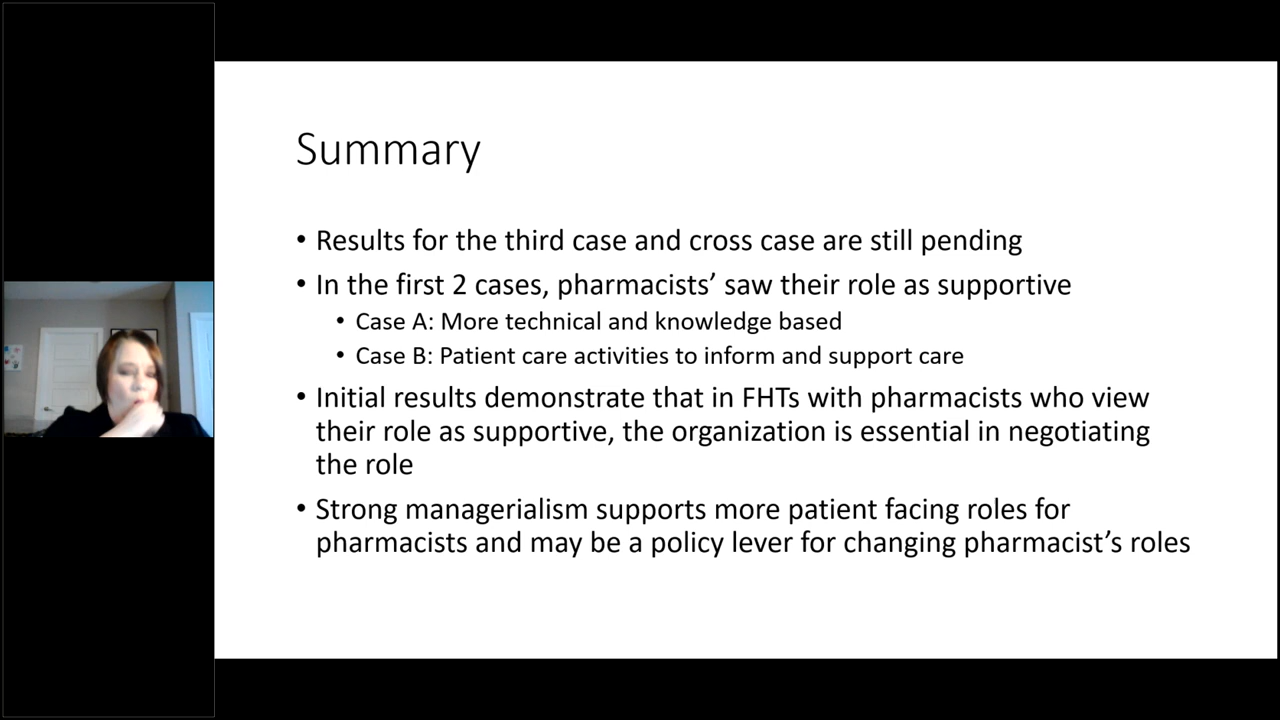 Summary
• Results for the third case and cross case are still pending
• In the first 2 cases, pharmacists’ saw their role as supportive
• Case A: More technical and knowledge based
• Case B: Patient care activities to inform and support care
• Initial results demonstrate that in FHTs with pharmacists who view
their role as supportive, the organization is essential in negotiating
the role
• Strong managerialism supports more patient facing roles for
pharmacists and may be a policy lever for changing pharmacist’s roles